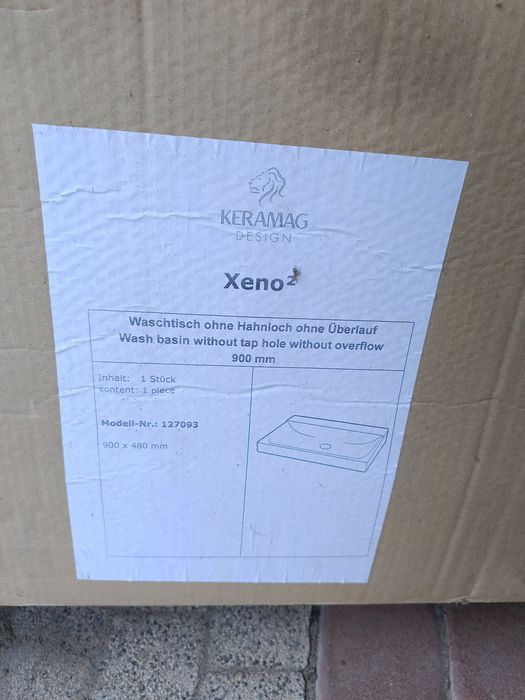 KERAMAG
DESIGN
Xeno²
Waschtisch ohne Hahnloch ohne Überlauf
Wash basin without tap hole without overflow
900 mm
Inhalt: 1 Stück
content: 1 piece
Modell-Nr.: 127093
900 x 480 mm